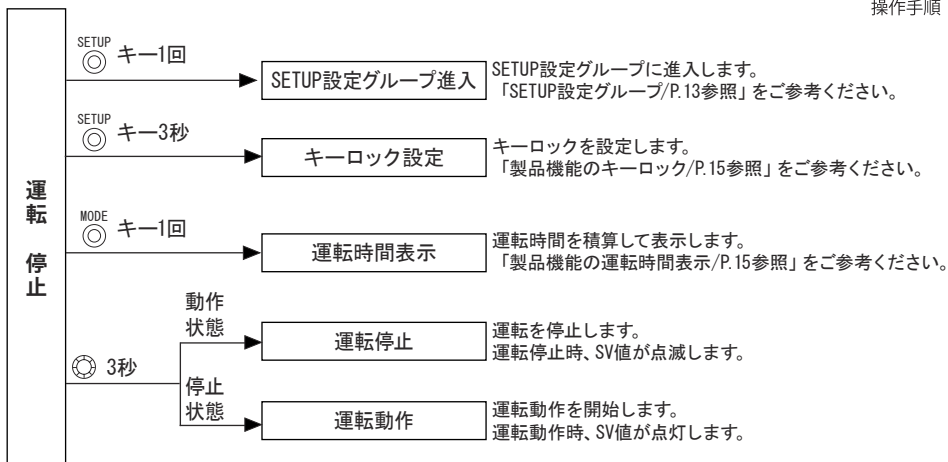 操作手順
運転 停止
SETUP
キー1回
SETUP設定グループ進入
SETUP設定グループに進入します。
「SETUP設定グループ/P.13参照」をご参考ください。
SETUP
キー3秒
キーロック設定
キーロックを設定します。
「製品機能のキーロック/P.15参照」をご参考ください。
MODE
キー1回
運転時間表示
運転時間を積算して表示します。
「製品機能の運転時間表示/P.15参照」をご参考ください。
3秒
動作
状態
運転停止
運転を停止します。
運転停止時、SV値が点滅します。
停止
状態
運転動作
運転動作を開始します。
運転動作時、SV値が点灯します。